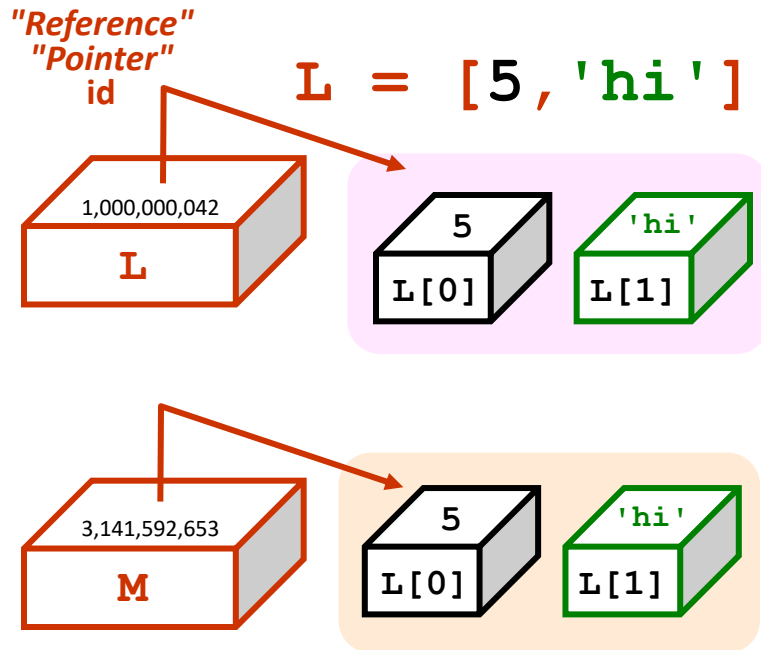 "Reference"
"Pointer"
id
L = [5,'hi']
1,000,000,042
L
5
L[0]
'hi'
L[1]
3,141,592,653
M
5
L[0]
'hi'
L[1]